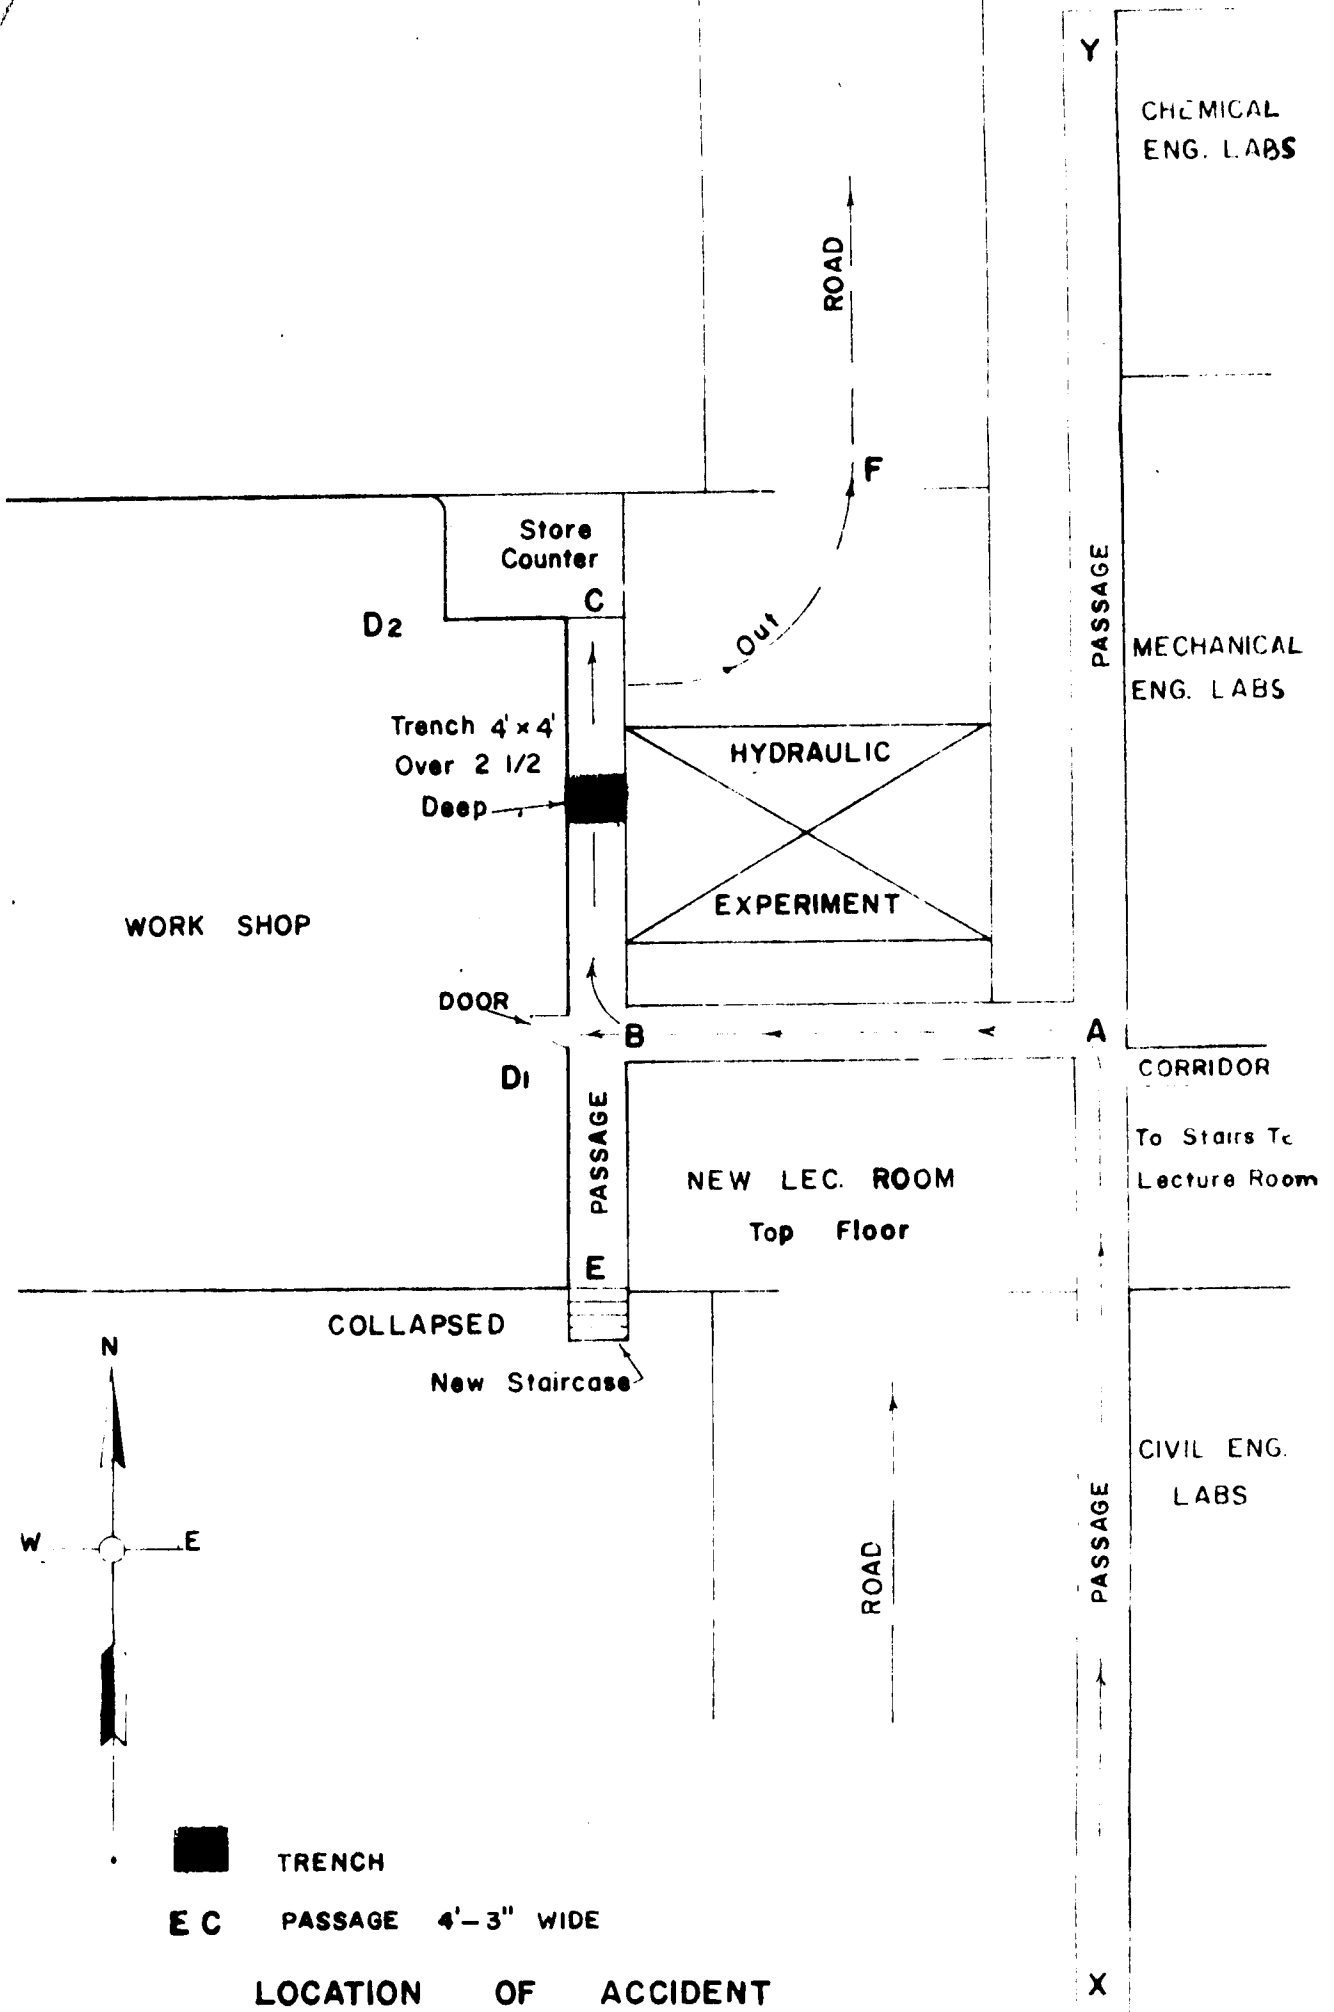 Y
CHEMICAL
ENG. LABS
ROAD
F
Store
Counter
C
D2
Out
PASSAGE
MECHANICAL
ENG. LABS
Trench 4' x 4'
Over 2 1/2
Deep
HYDRAULIC
EXPERIMENT
WORK SHOP
DOOR
B
A
D1
CORRIDOR
PASSAGE
To Stairs To
Lecture Room
NEW LEC. ROOM
Top Floor
E
COLLAPSED
New Staircase
N
W
E
CIVIL ENG.
LABS
ROAD
PASSAGE
TRENCH
E C PASSAGE 4'-3" WIDE
LOCATION OF ACCIDENT
X